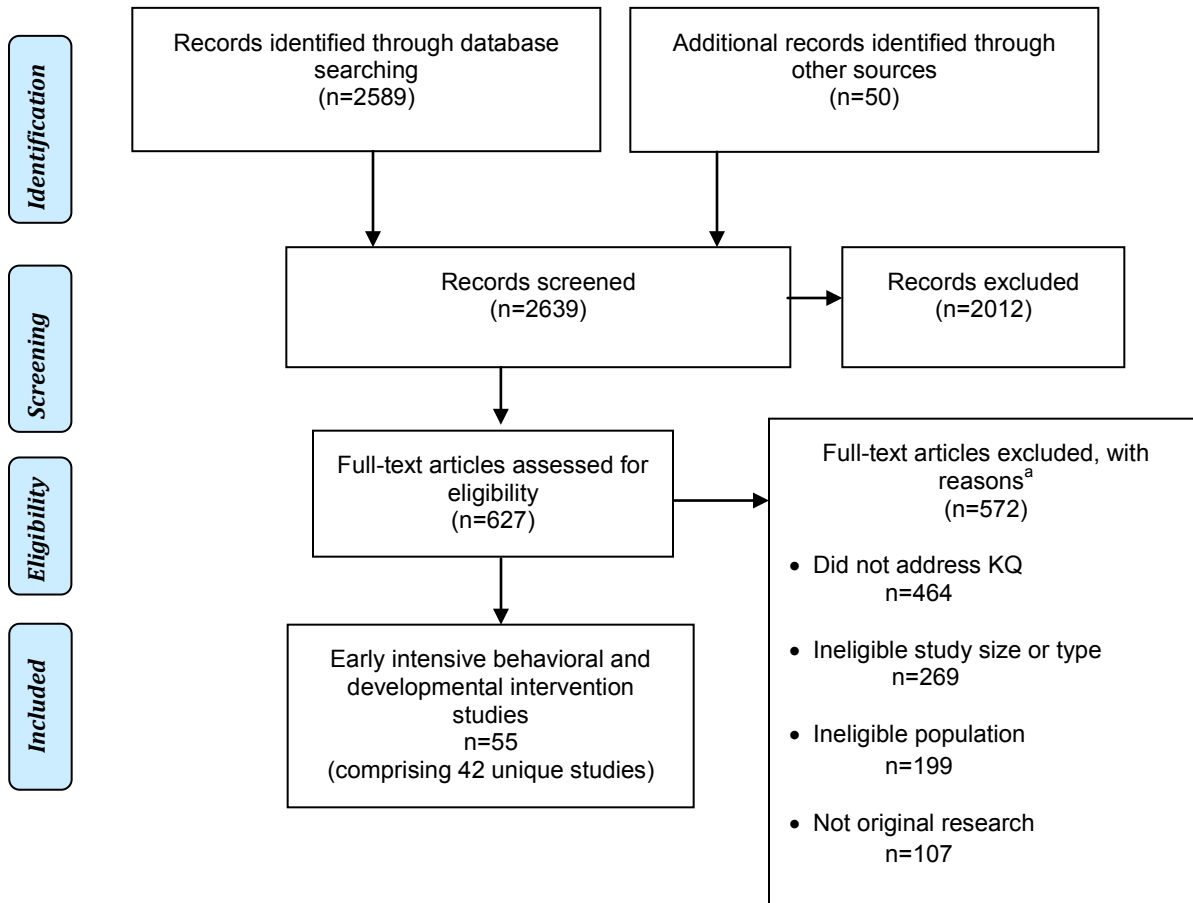 Identification
Records identified through database
searching
(n=2589)
Additional records identified through
other sources
(n=50)
Screening
Records screened
(n=2639)
Records excluded
(n=2012)
Eligibility
Full-text articles assessed for
eligibility
(n=627)
Full-text articles excluded, with
reasonsᵃ
(n=572)
• Did not address KQ
n=464
• Ineligible study size or type
n=269
• Ineligible population
n=199
• Not original research
n=107
Included
Early intensive behavioral and
developmental intervention
studies
n=55
(comprising 42 unique studies)